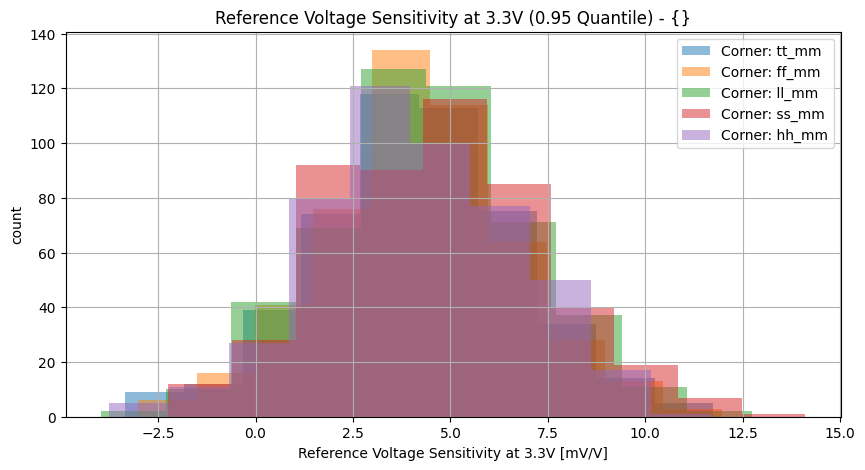 Reference Voltage Sensitivity at 3.3V (0.95 Quantile) - {}
140
120
100
80
60
40
20
0
count
Corner: tt_mm
Corner: ff_mm
Corner: ll_mm
Corner: ss_mm
Corner: hh_mm
−2.5 0.0 2.5 5.0 7.5 10.0 12.5 15.0
Reference Voltage Sensitivity at 3.3V [mV/V]